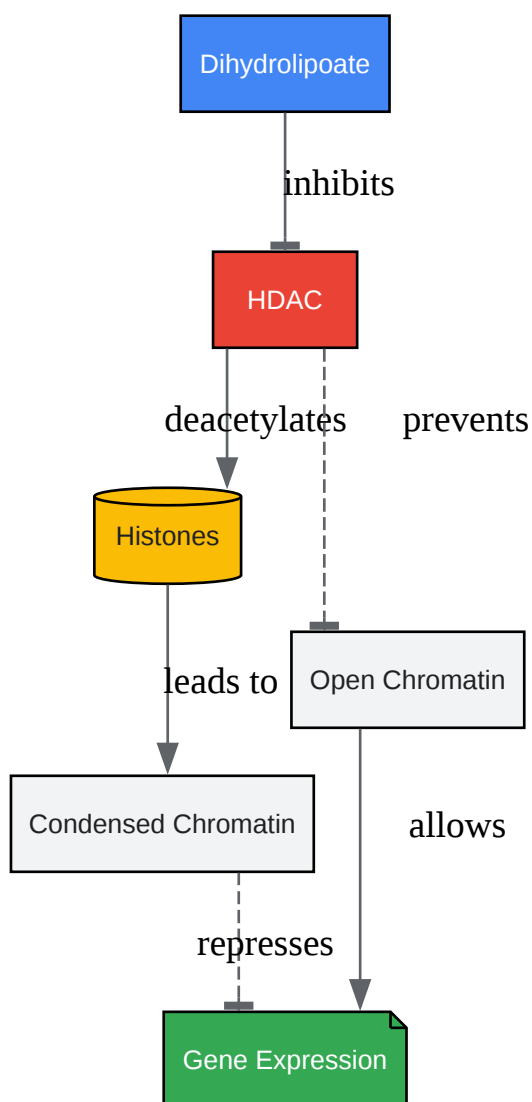 Dihydrolipoate
inhibits
HDAC
deacetylates
prevents
Histones
leads to
Open Chromatin
Condensed Chromatin
allows
represses
Gene Expression